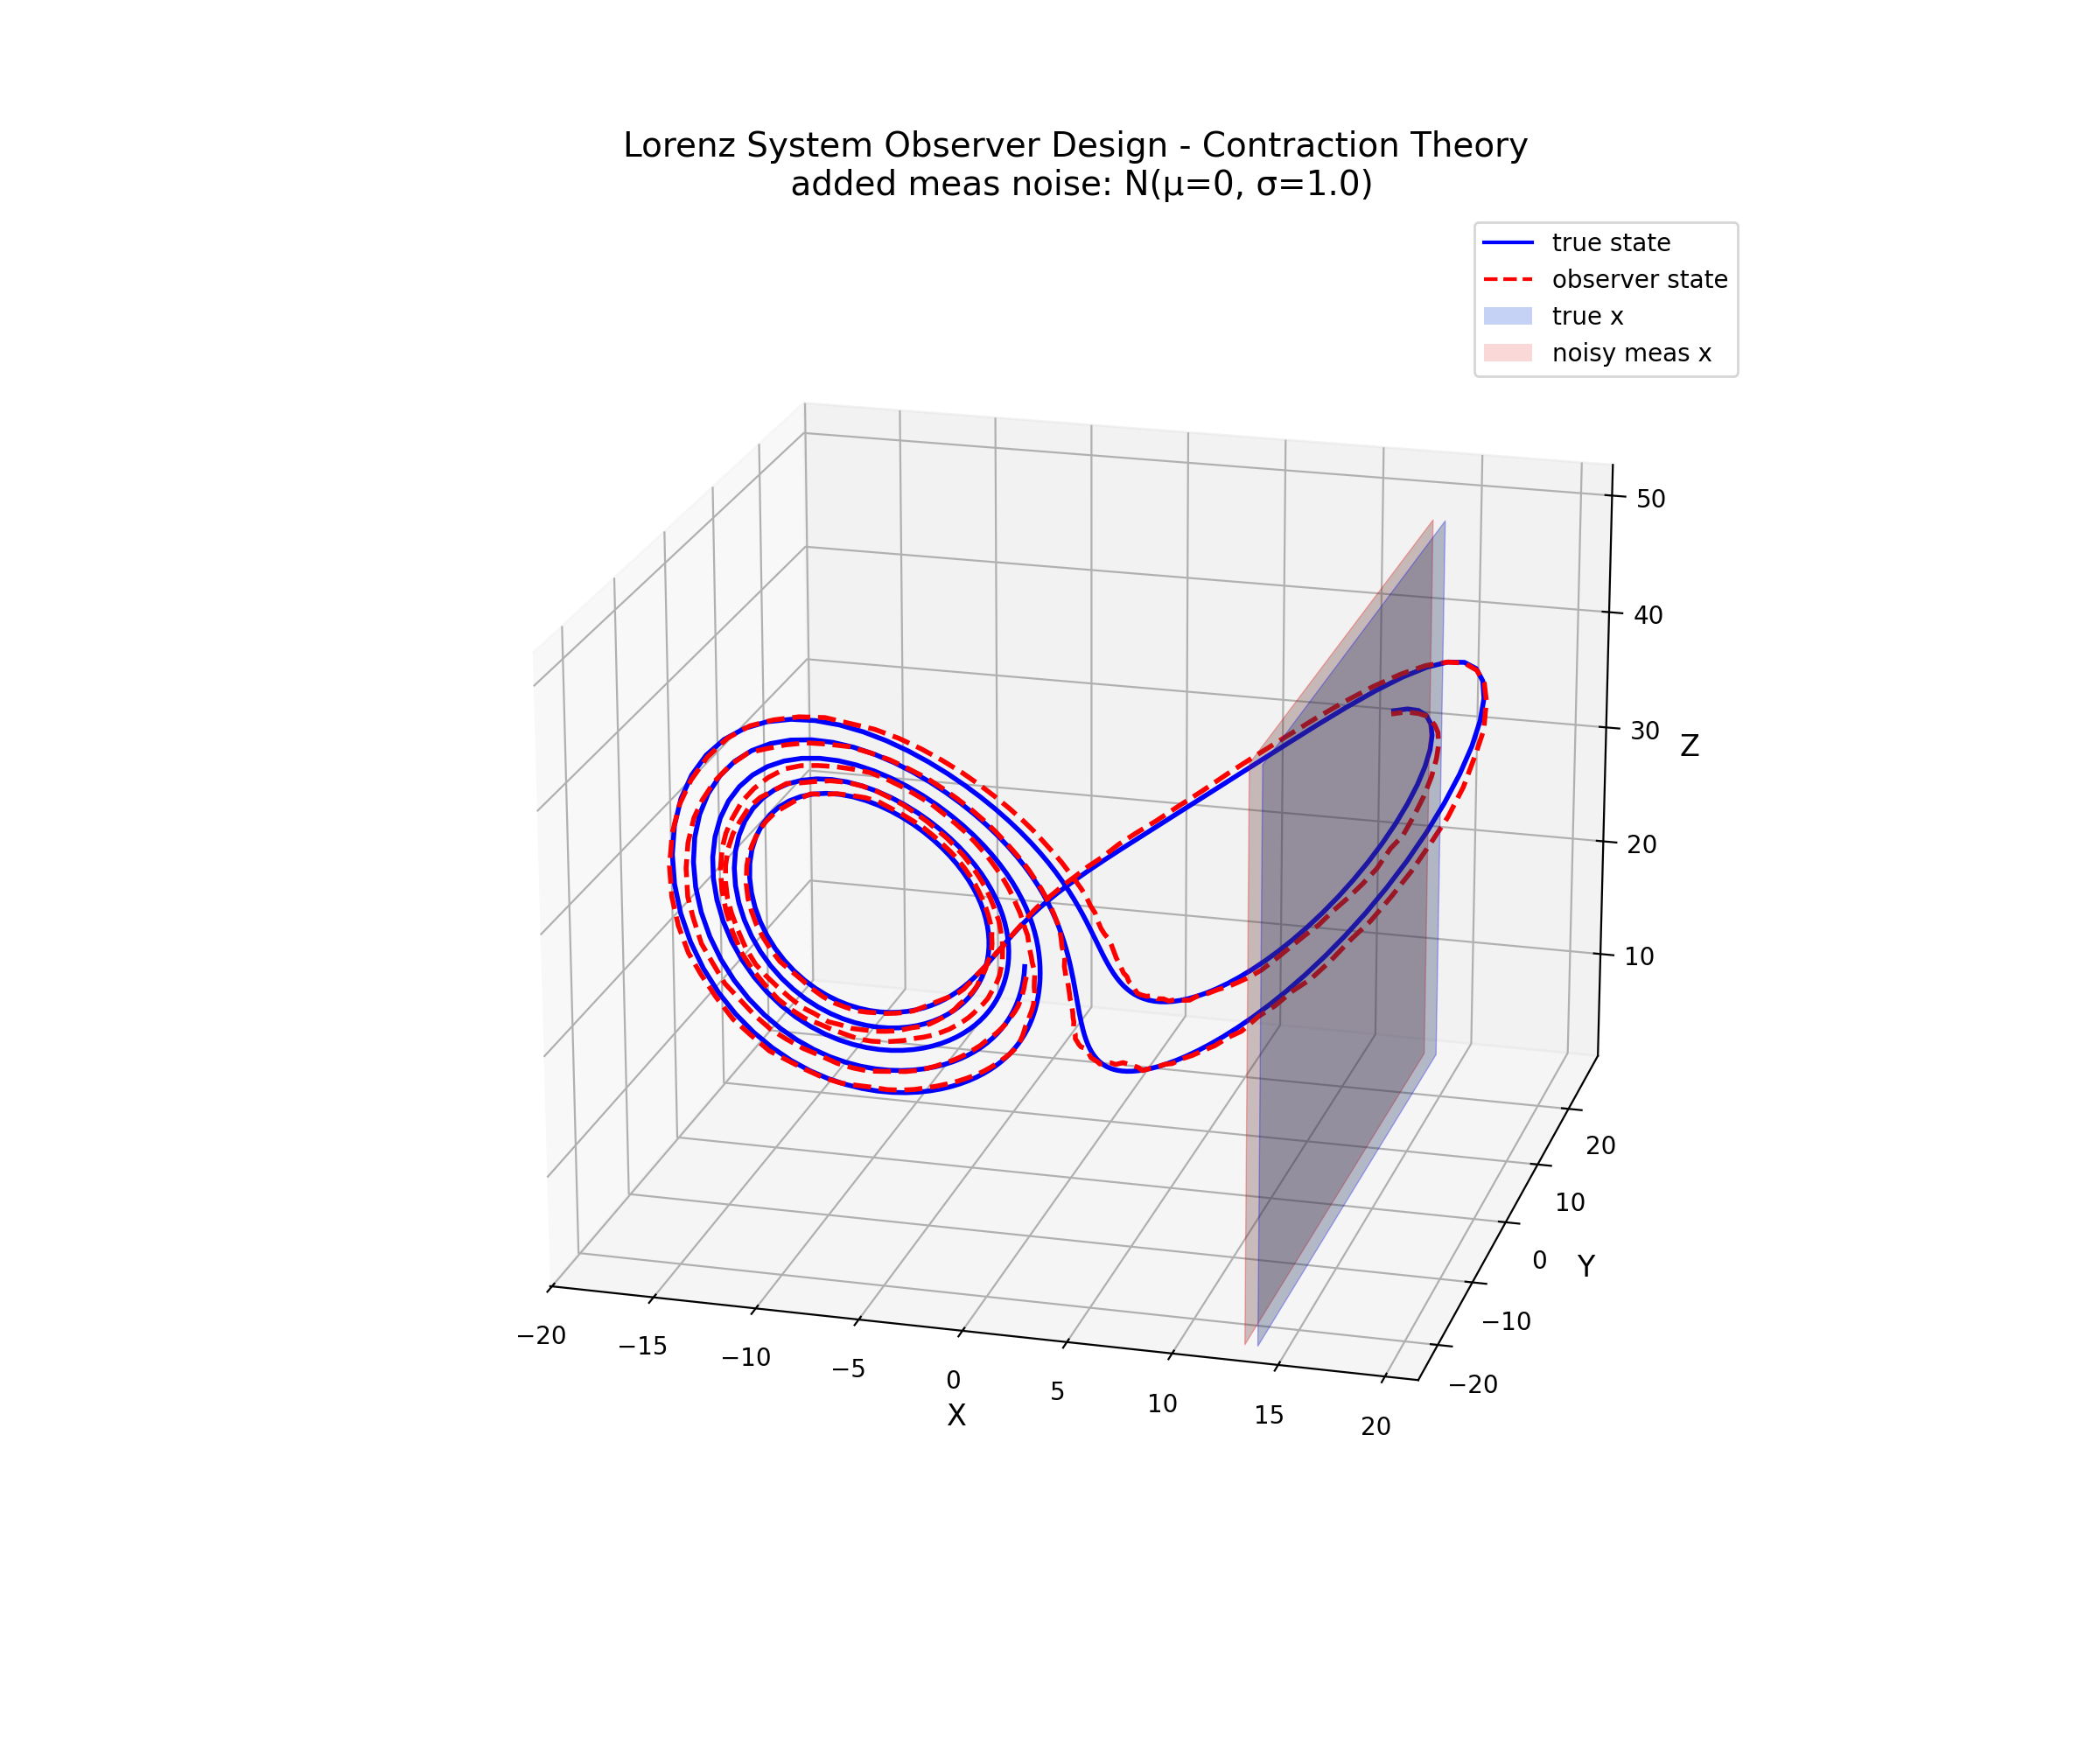 Lorenz System Observer Design - Contraction Theory
added meas noise: N(μ=0, σ=1.0)
true state
observer state
true x
noisy meas x
50
40
30
Z
20
10
20
10
0
Y
−10
−20
−20
−15
−10
−5
0
5
10
15
20
X